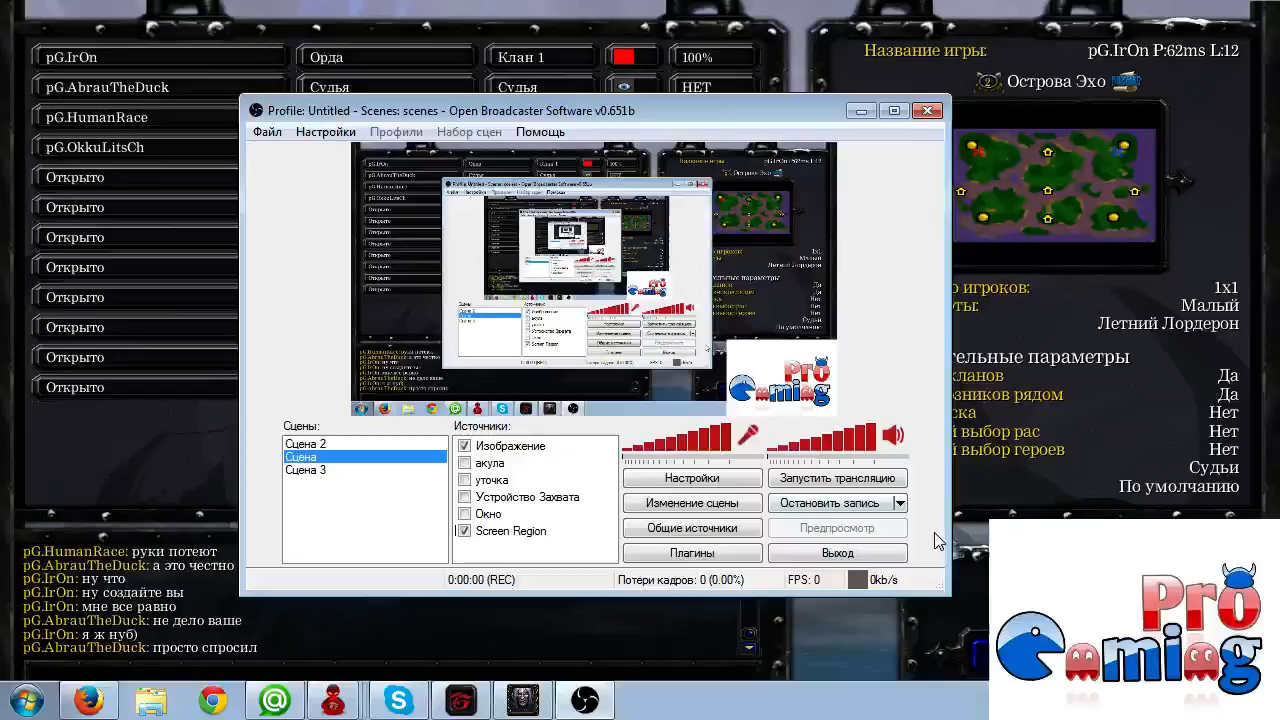 pG.IrOn
Орда
Клан 1
100%
pG.AbrauTheDuck
Судья
Судья
НЕТ
pG.HumanRace
pG.OkkuLitsCh
Открыто
Открыто
Открыто
Открыто
Открыто
Открыто
Открыто
Открыто
Название игры:
pG.IrOn P:62ms L:12
2
Острова Эхо
о игроков:
1x1
Малый
Летний Лордерон
кланов
Да
Да
Нет
й выбор рас
Нет
й выбор героев
Нет
Судьи
По умолчанию
pG.HumanRace: руки потеют
pG.AbrauTheDuck: а это честно
pG.IrOn: ну что
pG.IrOn: ну создайте вы
pG.IrOn: мне все равно
pG.AbrauTheDuck: не дело ваше
pG.IrOn: я ж нуб)
pG.AbrauTheDuck: просто спросил
Profile: Untitled - Scenes: scenes - Open Broadcaster Software v0.651b
Файл Настройки Профили Набор сцен Помощь
Сцены:
Сцена 2
Сцена
Сцена 3
Источники:
Изображение
акула
уточка
Устройство Захвата
Окно
Screen Region
Настройки
Запустить трансляцию
Изменение сцены
Остановить запись
Общие источники
Предпросмотр
Плагины
Выход
0:00:00 (REC)
Потери кадров: 0 (0.00%)
FPS: 0
0kb/s
Pro
Gaming